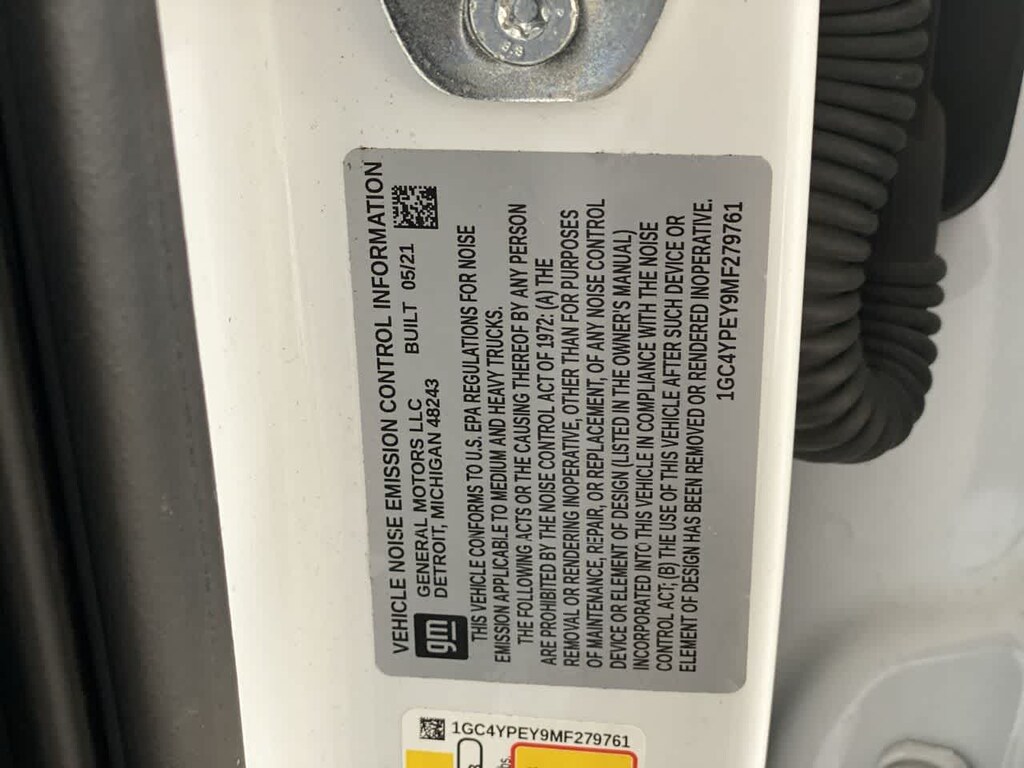 VEHICLE NOISE EMISSION CONTROL INFORMATION
gm
GENERAL MOTORS LLC
DETROIT, MICHIGAN 48243
BUILT 05/21
THIS VEHICLE CONFORMS TO U.S. EPA REGULATIONS FOR NOISE
EMISSION APPLICABLE TO MEDIUM AND HEAVY TRUCKS.
THE FOLLOWING ACTS OR THE CAUSING THEREOF BY ANY PERSON
ARE PROHIBITED BY THE NOISE CONTROL ACT OF 1972: (A) THE
REMOVAL OR RENDERING INOPERATIVE, OTHER THAN FOR PURPOSES
OF MAINTENANCE, REPAIR, OR REPLACEMENT, OF ANY NOISE CONTROL
DEVICE OR ELEMENT OF DESIGN (LISTED IN THE OWNER'S MANUAL)
INCORPORATED INTO THIS VEHICLE IN COMPLIANCE WITH THE NOISE
CONTROL ACT; (B) THE USE OF THIS VEHICLE AFTER SUCH DEVICE OR
ELEMENT OF DESIGN HAS BEEN REMOVED OR RENDERED INOPERATIVE.
1GC4YPEY9MF279761
1GC4YPEY9MF279761
8.8